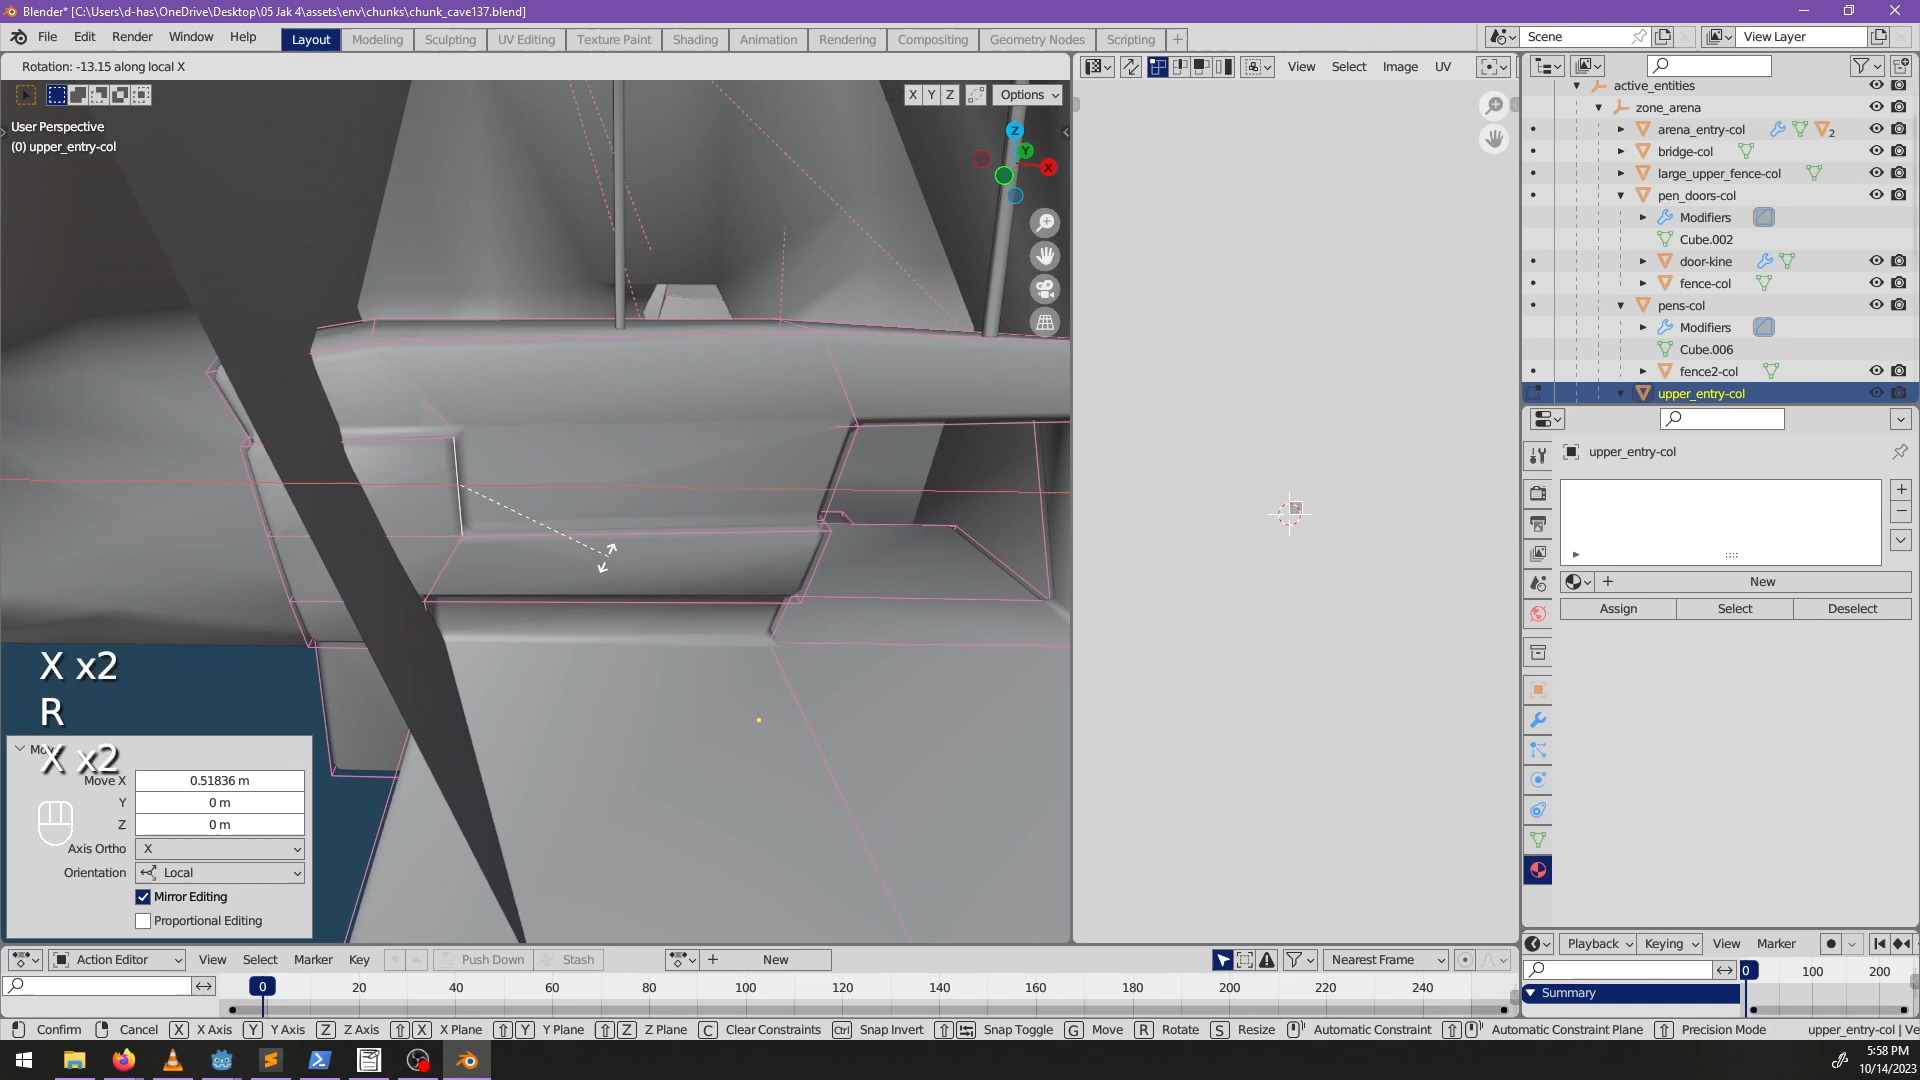 Blender* [C:\Users\d-has\OneDrive\Desktop\05 Jak 4\assets\env\chunks\chunk_cave137.blend]
File Edit Render Window Help Layout Modeling Sculpting UV Editing Texture Paint Shading Animation Rendering Compositing Geometry Nodes Scripting + Scene View Layer
Rotation: -13.15 along local X View Select Image UV
X Y Z Options
User Perspective
(0) upper_entry-col
Z
Y
X
active_entities
zone_arena
arena_entry-col 2
bridge-col
large_upper_fence-col
pen_doors-col
Modifiers
Cube.002
door-kine
fence-col
pens-col
Modifiers
Cube.006
fence2-col
upper_entry-col
upper_entry-col
+ New
Assign Select Deselect
X x2
R
X x2
Move X 0.51836 m
Y 0 m
Z 0 m
Axis Ortho X
Orientation Local
Mirror Editing
Proportional Editing
Action Editor View Select Marker Key Push Down Stash + New Nearest Frame
0 20 40 60 80 100 120 140 160 180 200 220 240
Playback Keying View Marker
0 100 200
Summary
Confirm Cancel X X Axis Y Y Axis Z Z Axis X X Plane Y Y Plane Z Z Plane C Clear Constraints Ctrl Snap Invert Snap Toggle G Move R Rotate S Resize Automatic Constraint Automatic Constraint Plane Precision Mode upper_entry-col | Ve
5:58 PM
10/14/2023